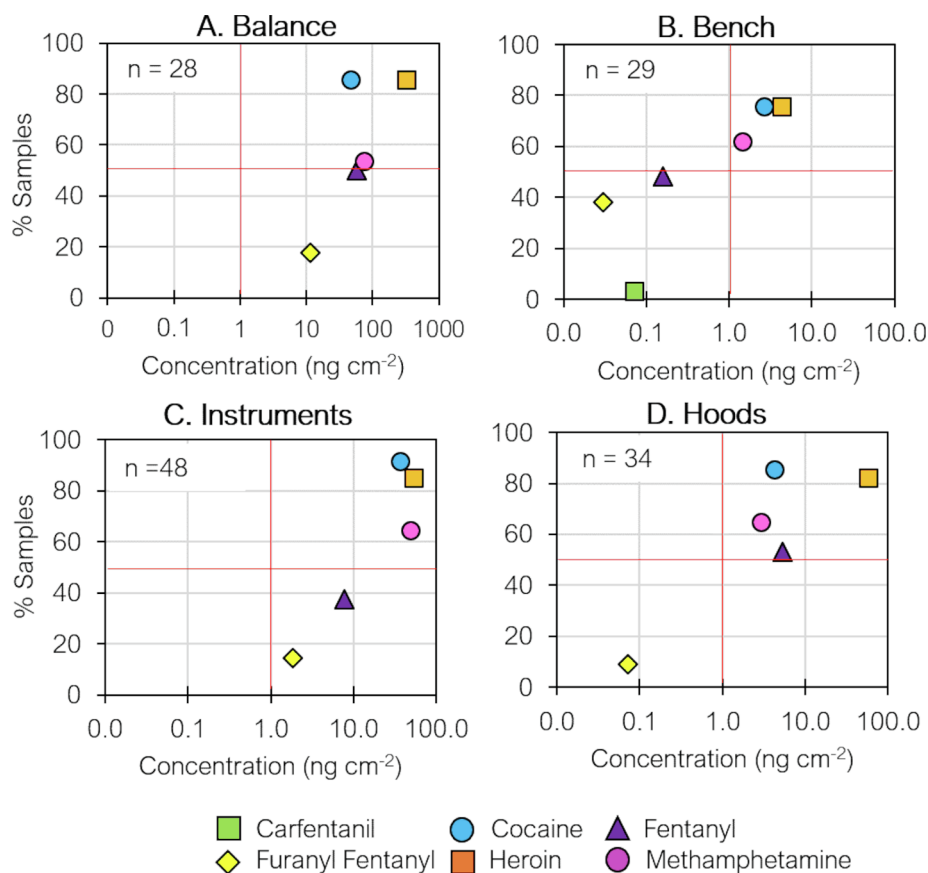 A. Balance
B. Bench
100
80
60
40
20
0
n = 28
0 0.1 1 10 100 1000
% Samples
Concentration (ng cm-2)
100
80
60
40
20
0
n = 29
0.0 0.1 1.0 10.0 100.0
Concentration (ng cm-2)
C. Instruments
D. Hoods
100
80
60
40
20
0
n =48
0.0 0.1 1.0 10.0 100.0
% Samples
Concentration (ng cm-2)
100
80
60
40
20
0
n = 34
0.0 0.1 1.0 10.0 100.0
Concentration (ng cm-2)
Carfentanil Cocaine Fentanyl
Furanyl Fentanyl Heroin Methamphetamine